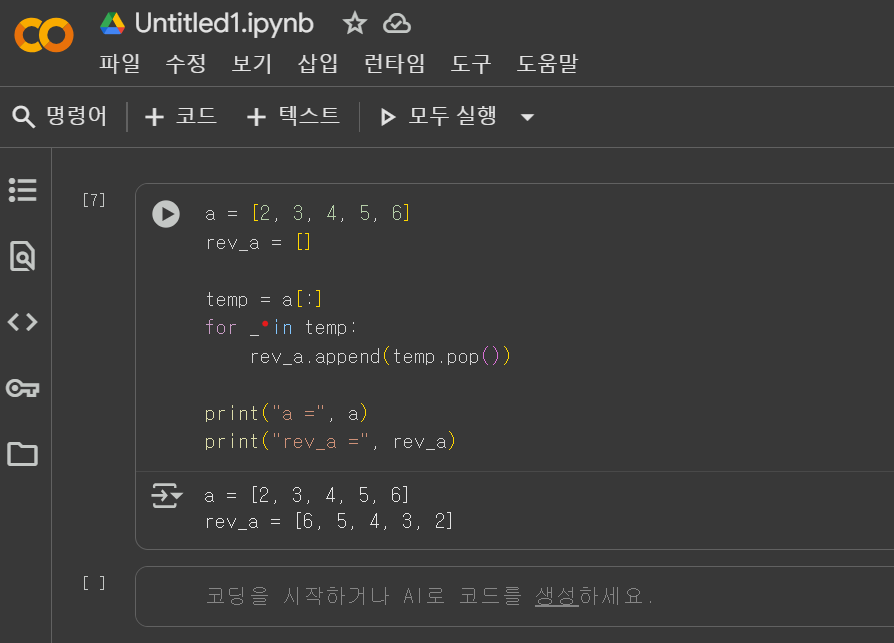 Untitled1.ipynb
파일 수정 보기 삽입 런타임 도구 도움말
명령어 + 코드 + 텍스트 모두 실행
[7]
a = [2, 3, 4, 5, 6]
rev_a = []
temp = a[:]
for _ in temp:
    rev_a.append(temp.pop())
print("a =", a)
print("rev_a =", rev_a)
a = [2, 3, 4, 5, 6]
rev_a = [6, 5, 4, 3, 2]
[ ]
코딩을 시작하거나 AI로 코드를 생성하세요.